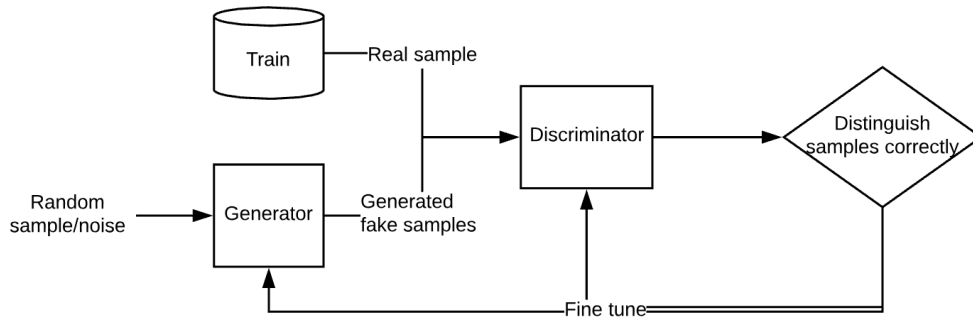 Train
Real sample
Discriminator
Distinguish
samples correctly
Random
sample/noise
Generator
Generated
fake samples
Fine tune